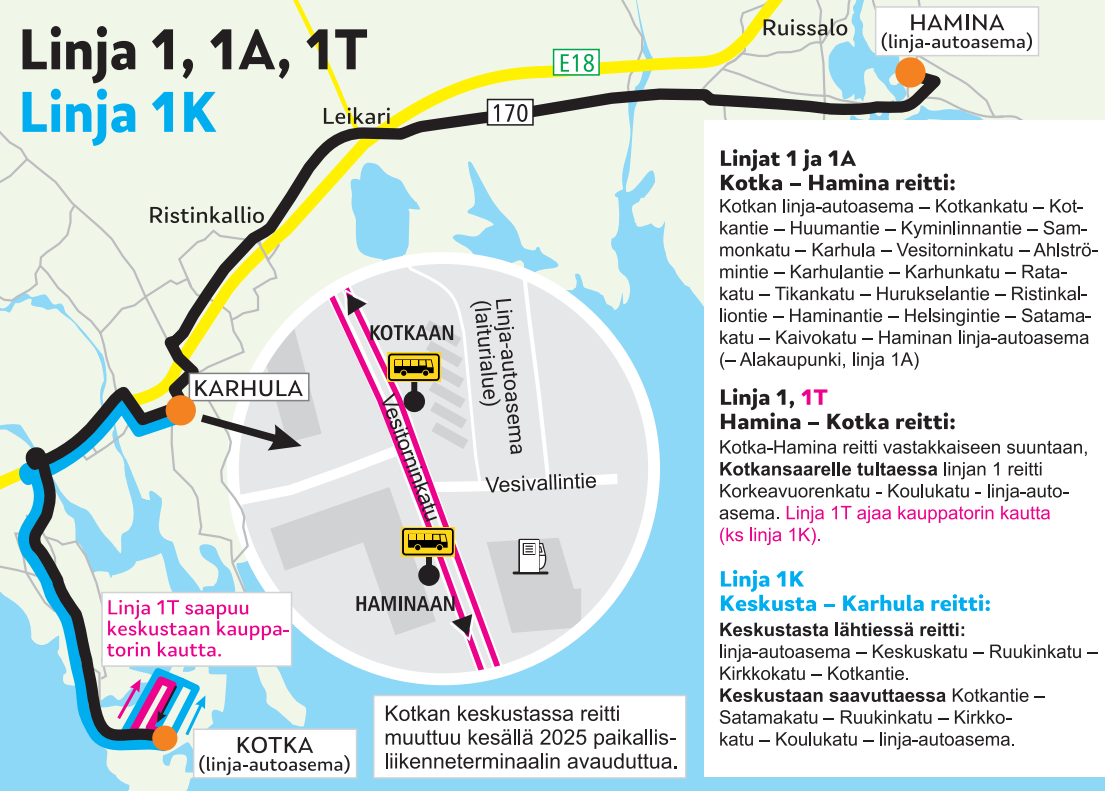 Linja 1, 1A, 1T
Linja 1K
Ruissalo
HAMINA
(linja-autoasema)
E18
Leikari
170
Ristinkallio
KARHULA
Linjat 1 ja 1A
Kotka – Hamina reitti:
Kotkan linja-autoasema – Kotkankatu – Kot-
kantie – Huumantie – Kyminlinnantie – Sam-
monkatu – Karhula – Vesitorninkatu – Ahlströ-
mintie – Karhulantie – Karhunkatu – Rata-
katu – Tikankatu – Hurukselantie – Ristinkal-
liontie – Haminantie – Helsingintie – Satama-
katu – Kaivokatu – Haminan linja-autoasema
(– Alakaupunki, linja 1A)
Linja 1, 1T
Hamina – Kotka reitti:
Kotka-Hamina reitti vastakkaiseen suuntaan,
Kotkansaarelle tultaessa linjan 1 reitti
Korkeavuorenkatu - Koulukatu - linja-auto-
asema. Linja 1T ajaa kauppatorin kautta
(ks linja 1K).
Linja 1K
Keskusta – Karhula reitti:
Keskustasta lähtiessä reitti:
linja-autoasema – Keskuskatu – Ruukinkatu –
Kirkkokatu – Kotkantie.
Keskustaan saavuttaessa Kotkantie –
Satamakatu – Ruukinkatu – Kirkko-
katu – Koulukatu – linja-autoasema.
KOTKAAN
Linja-autoasema
(laiturialue)
Vesitorninkatu
Vesivallintie
HAMINAAN
Linja 1T saapuu
keskustaan kauppa-
torin kautta.
KOTKA
(linja-autoasema)
Kotkan keskustassa reitti
muuttuu kesällä 2025 paikallis-
liikenneterminaalin avauduttua.